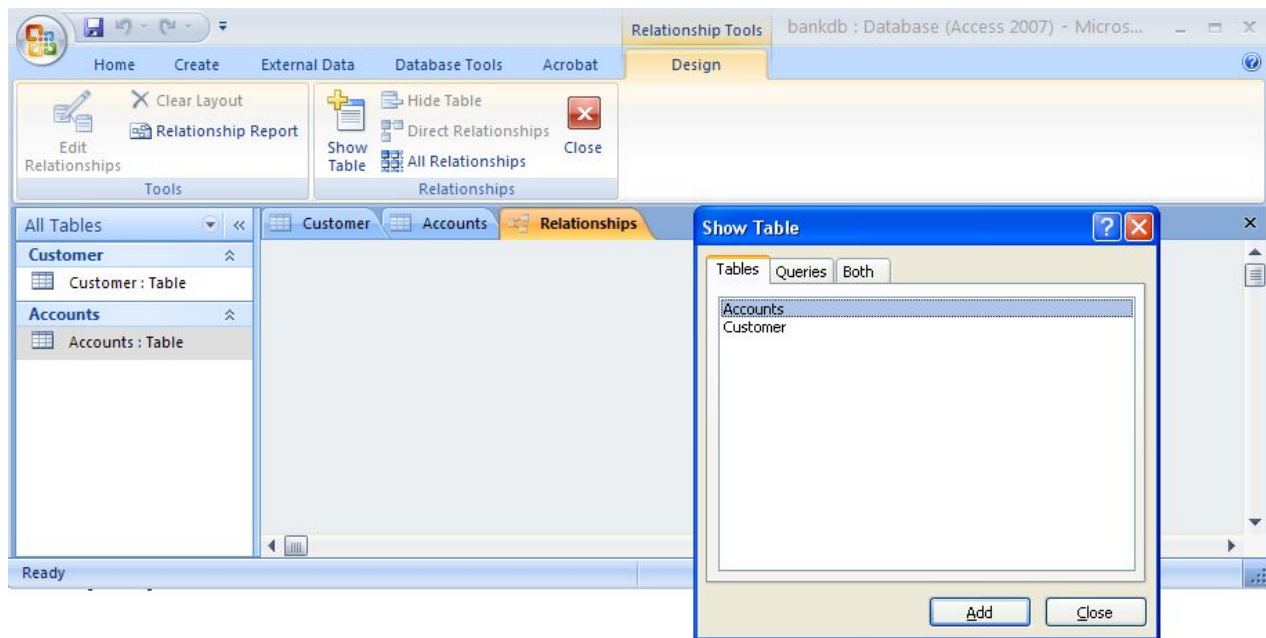 Relationship Tools
bankdb : Database (Access 2007) - Micros...
Home Create External Data Database Tools Acrobat Design
Edit Relationships
Clear Layout
Relationship Report
Tools
Show Table
Hide Table
Direct Relationships
All Relationships
Close
Relationships
All Tables
Customer
Customer : Table
Accounts
Accounts : Table
Customer Accounts Relationships
Show Table
Tables Queries Both
Accounts
Customer
Add Close
Ready